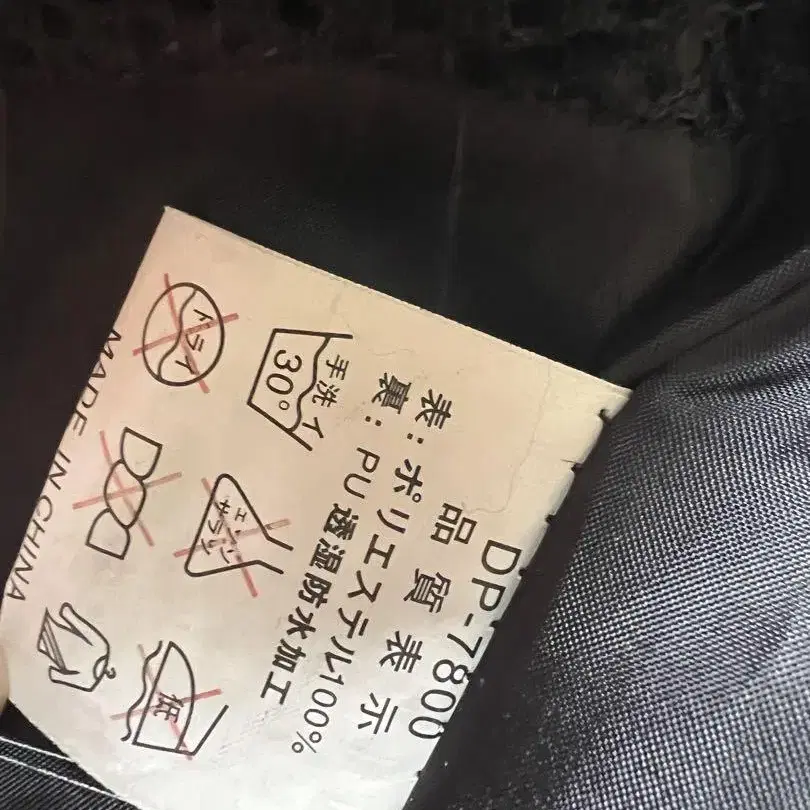 DP-7800
品質表示
表:ポリエステル100%
裏:PU透湿防水加工
手洗イ
30°
エンソ
サラシ
低
ドライ
MADE IN CHINA